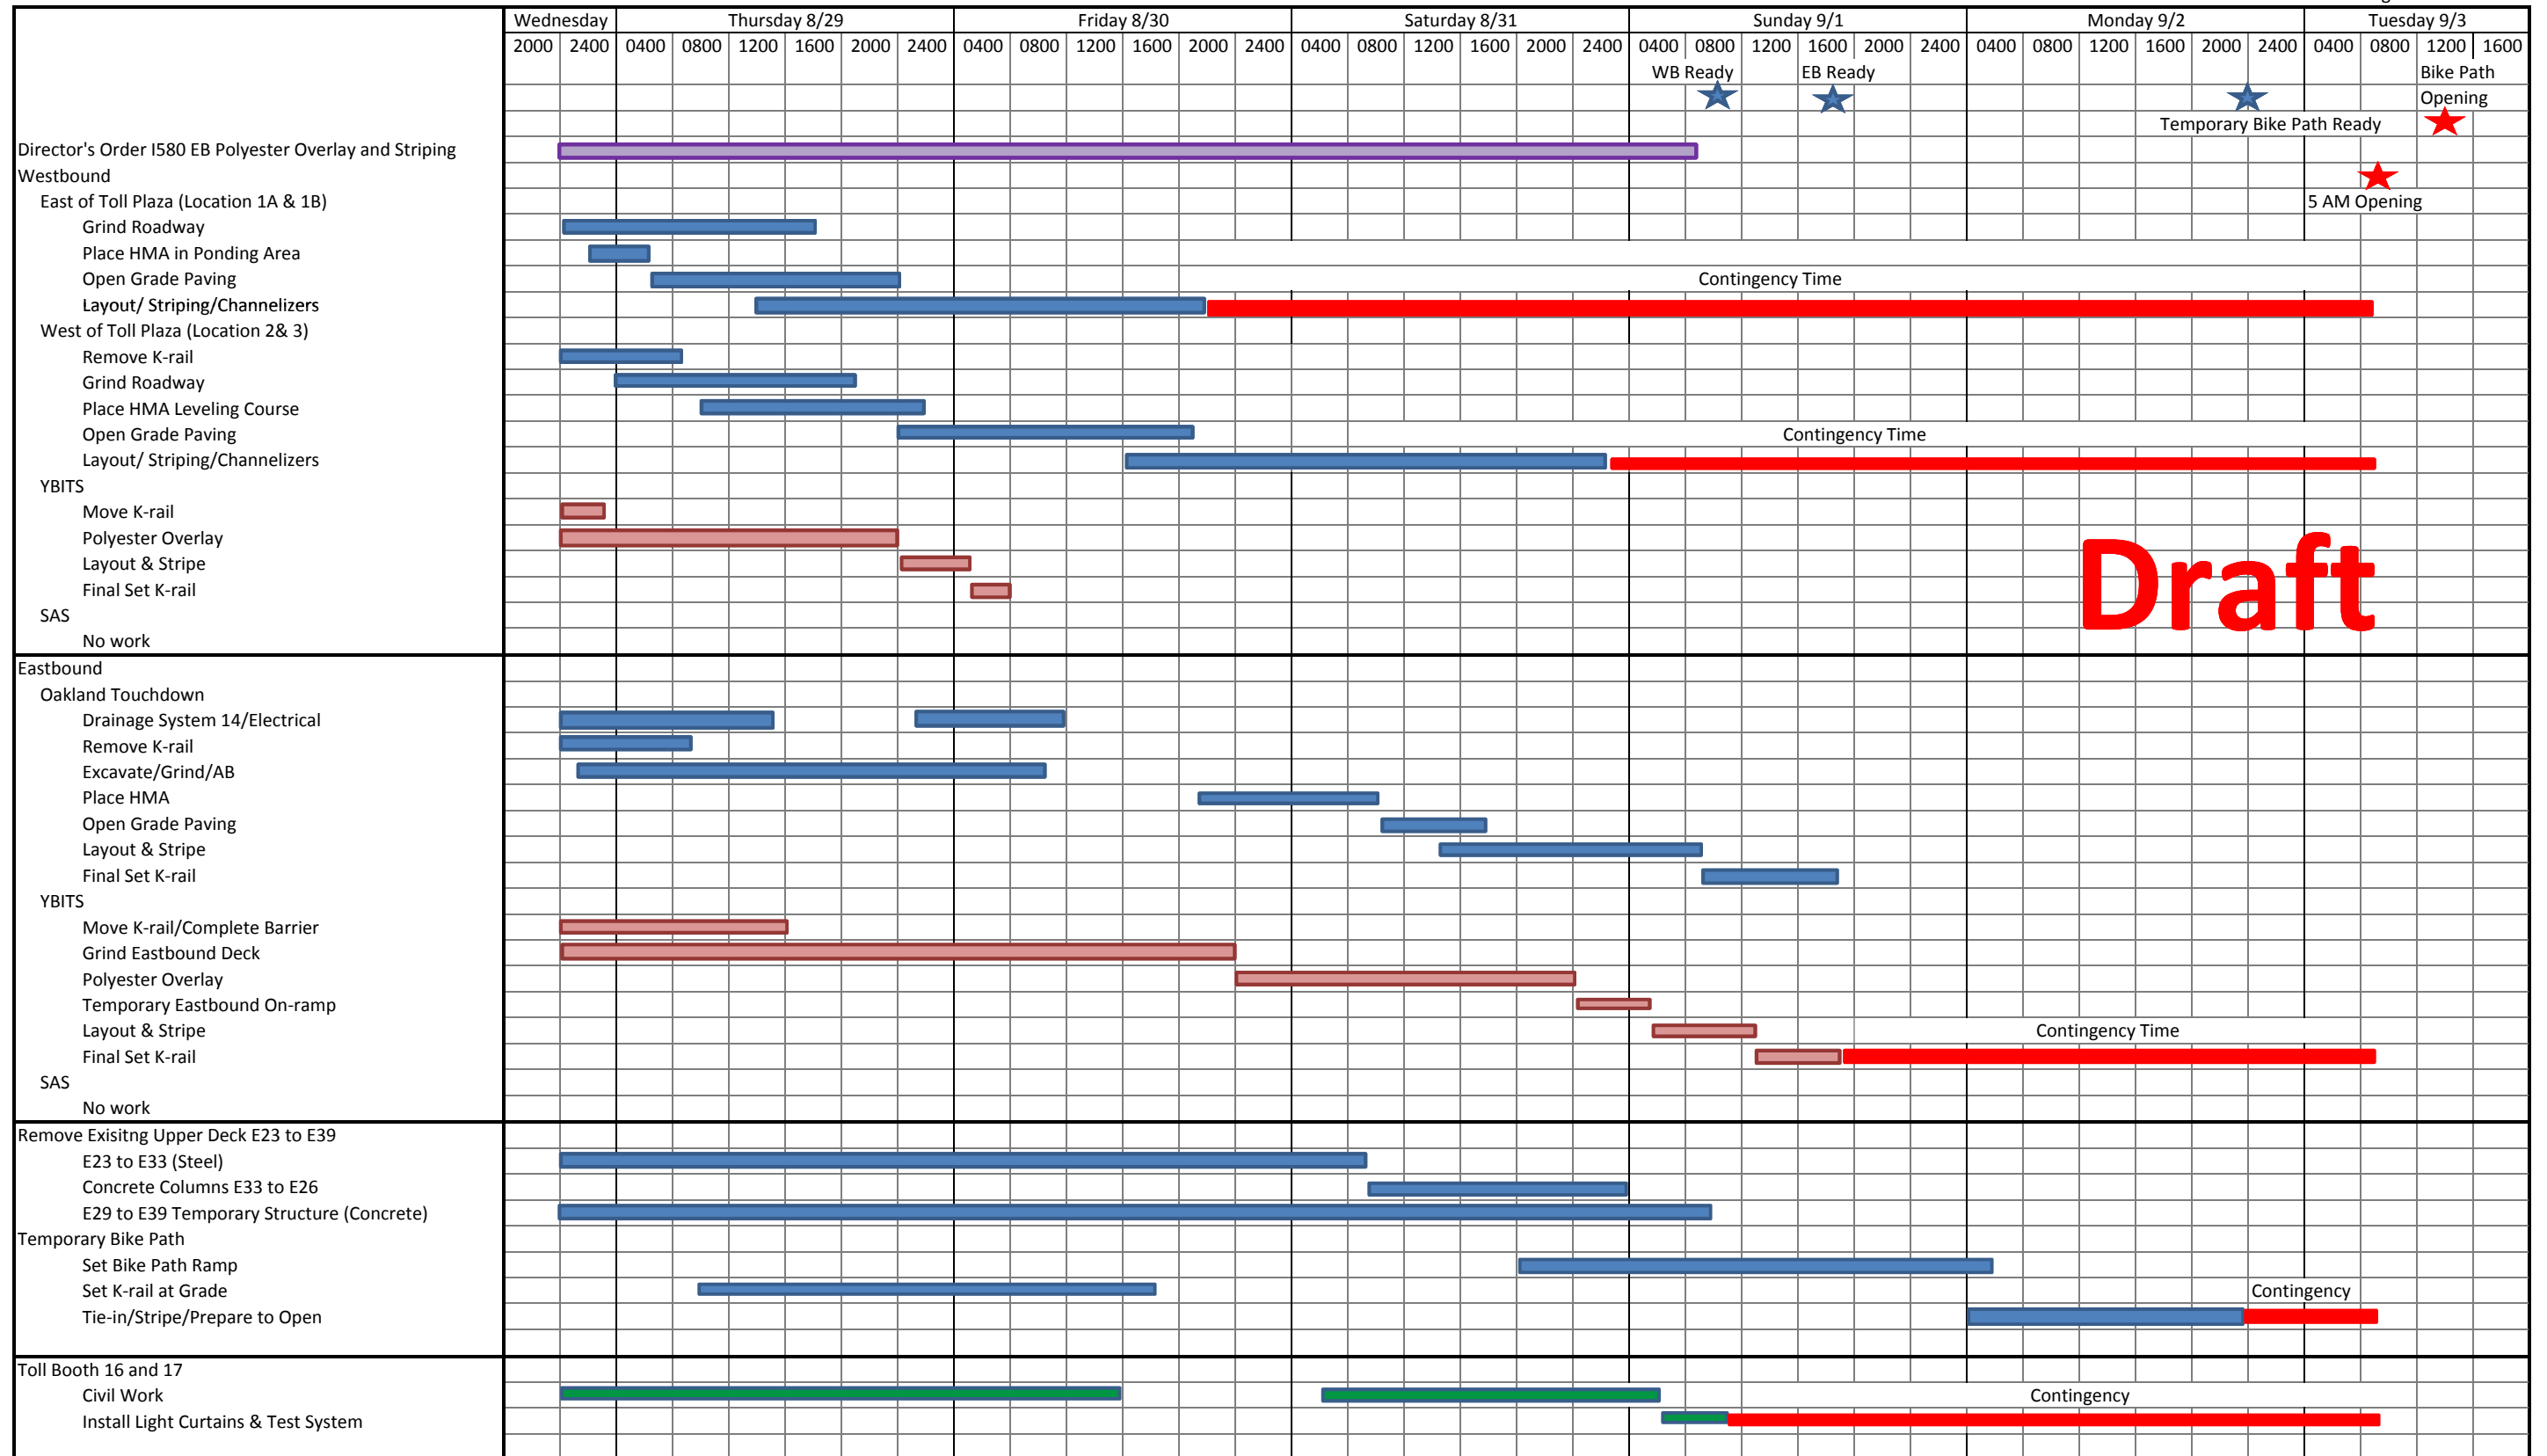 Wednesday Thursday 8/29 Friday 8/30 Saturday 8/31 Sunday 9/1 Monday 9/2 Tuesday 9/3
2000 2400 0400 0800 1200 1600 2000 2400 0400 0800 1200 1600 2000 2400 0400 0800 1200 1600 2000 2400 0400 0800 1200 1600 2000 2400 0400 0800 1200 1600 2000 2400 0400 0800 1200 1600
WB Ready EB Ready Bike Path
Opening
Temporary Bike Path Ready
Director's Order I580 EB Polyester Overlay and Striping
Westbound
East of Toll Plaza (Location 1A & 1B) 5 AM Opening
Grind Roadway
Place HMA in Ponding Area
Open Grade Paving Contingency Time
Layout/ Striping/Channelizers
West of Toll Plaza (Location 2& 3)
Remove K-rail
Grind Roadway
Place HMA Leveling Course
Open Grade Paving Contingency Time
Layout/ Striping/Channelizers
YBITS
Move K-rail
Polyester Overlay
Layout & Stripe
Final Set K-rail
Draft
SAS
No work
Eastbound
Oakland Touchdown
Drainage System 14/Electrical
Remove K-rail
Excavate/Grind/AB
Place HMA
Open Grade Paving
Layout & Stripe
Final Set K-rail
YBITS
Move K-rail/Complete Barrier
Grind Eastbound Deck
Polyester Overlay
Temporary Eastbound On-ramp
Layout & Stripe Contingency Time
Final Set K-rail
SAS
No work
Remove Exisitng Upper Deck E23 to E39
E23 to E33 (Steel)
Concrete Columns E33 to E26
E29 to E39 Temporary Structure (Concrete)
Temporary Bike Path
Set Bike Path Ramp
Set K-rail at Grade Contingency
Tie-in/Stripe/Prepare to Open
Toll Booth 16 and 17
Civil Work Contingency
Install Light Curtains & Test System